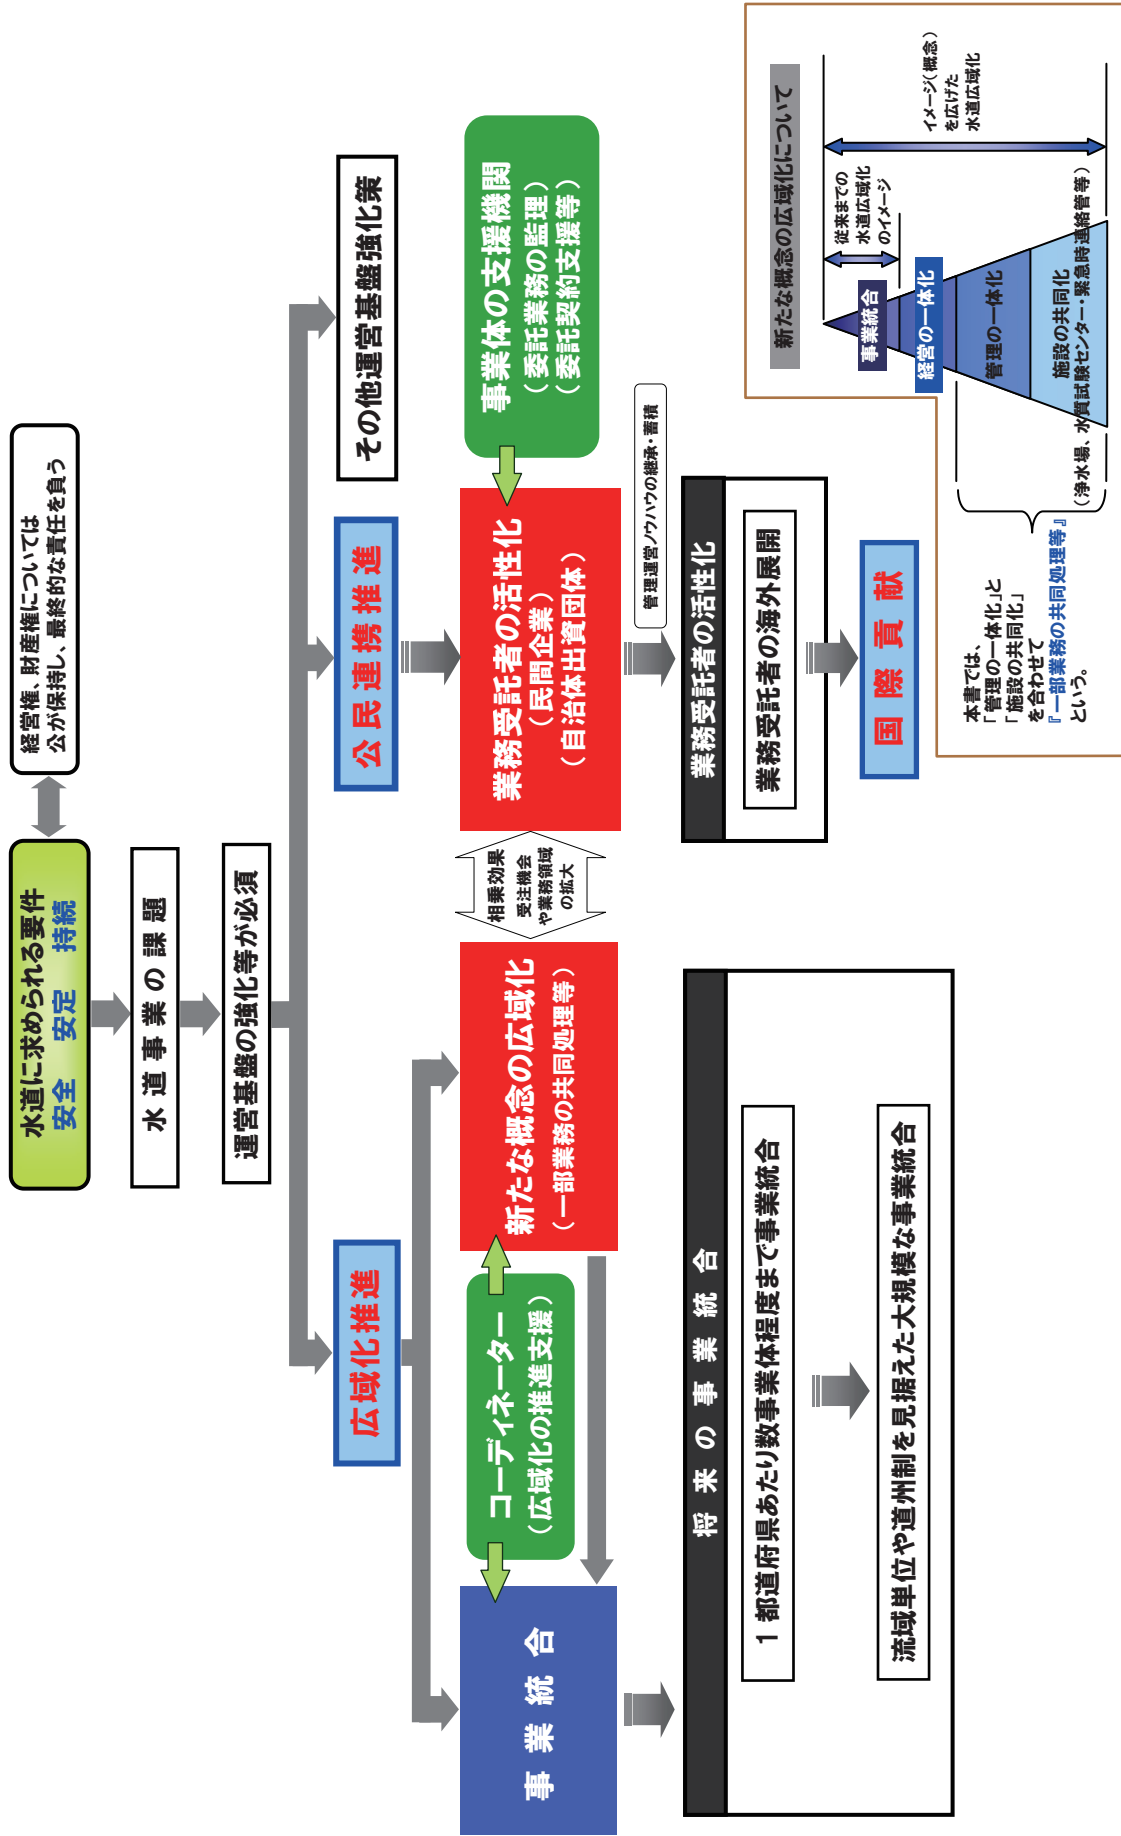 水道に求められる要件
安全　安定　持続
経営権、財産権については
公が保持し、最終的な責任を負う
水道事業の課題
運営基盤の強化等が必須
広域化推進
公民連携推進
その他運営基盤強化策
事業統合
コーディネーター
（広域化の推進支援）
新たな概念の広域化
（一部業務の共同処理等）
相乗効果
受注機会
や業務領域
の拡大
業務受託者の活性化
（民間企業）
（自治体出資団体）
事業体の支援機関
（委託業務の監理）
（委託契約支援等）
管理運営ノウハウの継承・蓄積
将来の事業統合
1都道府県あたり数事業体程度まで事業統合
流域単位や道州制を見据えた大規模な事業統合
業務受託者の活性化
業務受託者の海外展開
国際貢献
新たな概念の広域化について
事業統合
経営の一体化
管理の一体化
施設の共同化
（浄水場、水質試験センター・緊急時連絡管等）
従来までの
水道広域化
のイメージ
イメージ（概念）
を広げた
水道広域化
本書では、
「管理の一体化」と
「施設の共同化」
を合わせて
『一部業務の共同処理等』
という。